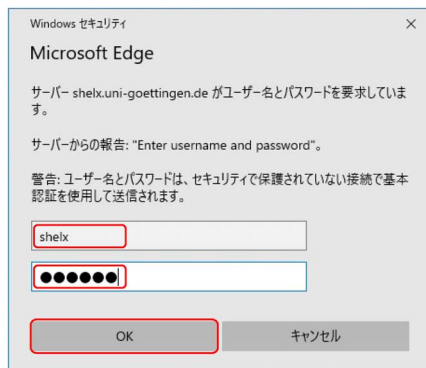 Windows セキュリティ
Microsoft Edge
サーバー shelx.uni-goettingen.de がユーザー名とパスワードを要求していま
す。
サーバーからの報告: "Enter username and password"。
警告: ユーザー名とパスワードは、セキュリティで保護されていない接続で基本
認証を使用して送信されます。
shelx
●●●●●●
OK キャンセル